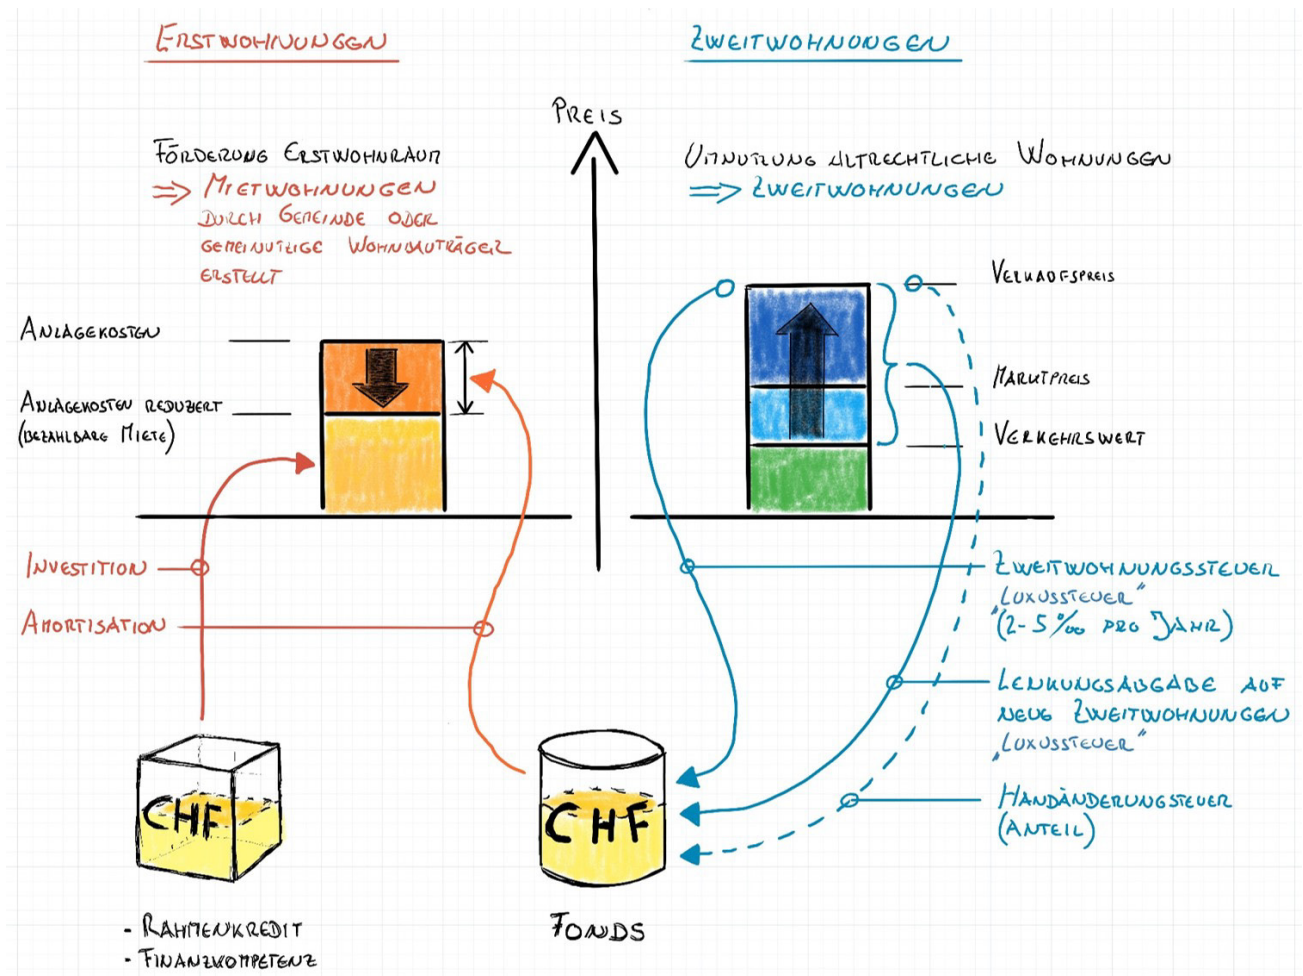 ERSTWOHNUNGEN
ZWEITWOHNUNGEN
PREIS
FÖRDERUNG ERSTWOHNRAUM
⇒ MIETWOHNUNGEN
DURCH GEMEINDE ODER
GEMEINUTZIGE WOHNBAUTRÄGER
ERSTELLT
UMNUTZUNG ALTRECHTLICHE WOHNUNGEN
⇒ ZWEITWOHNUNGEN
ANLAGEKOSTEN
ANLAGEKOSTEN REDUZIERT
(BEZAHLBARE MIETE)
VERKAUFSPREIS
MARKTPREIS
VERKEHRSWERT
INVESTITION
AMORTISATION
ZWEITWOHNUNGSSTEUER
„LUXUSSTEUER"
(2-5 ‰ PRO JAHR)
LENKUNGSABGABE AUF
NEUE ZWEITWOHNUNGEN
„LUXUSSTEUER"
HANDÄNDERUNGSTEUER
(ANTEIL)
CHF
CHF
- RAHMENKREDIT
- FINANZKOMPETENZ
FONDS